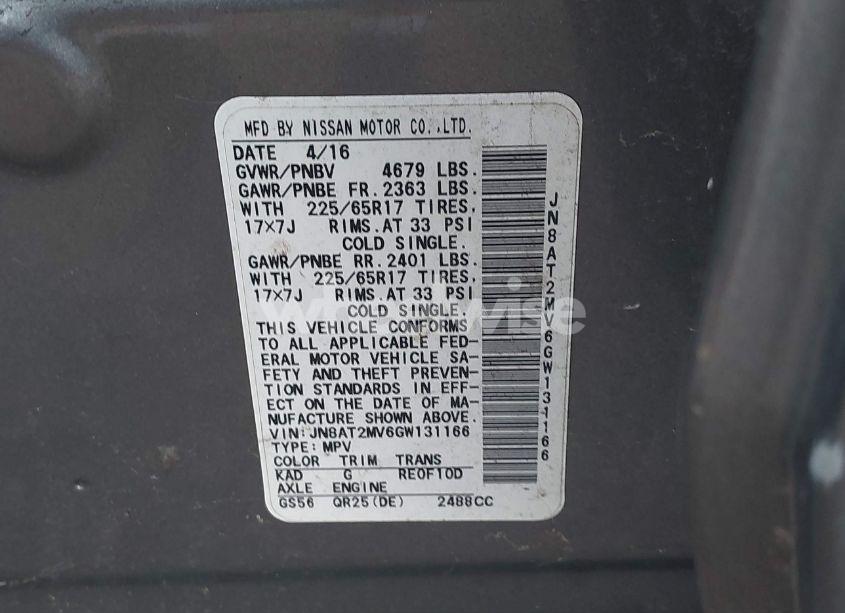 MFD BY NISSAN MOTOR CO.,LTD.
DATE 4/16
GVWR/PNBV 4679 LBS.
GAWR/PNBE FR. 2363 LBS.
WITH 225/65R17 TIRES,
17×7J RIMS.AT 33 PSI
COLD SINGLE.
GAWR/PNBE RR. 2401 LBS.
WITH 225/65R17 TIRES,
17×7J RIMS.AT 33 PSI
COLD SINGLE.
THIS VEHICLE CONFORMS
TO ALL APPLICABLE FED-
ERAL MOTOR VEHICLE SA-
FETY AND THEFT PREVEN-
TION STANDARDS IN EFF-
ECT ON THE DATE OF MA-
NUFACTURE SHOWN ABOVE.
VIN:JN8AT2MV6GW131166
TYPE:MPV
COLOR TRIM TRANS
KAD G RE0F10D
AXLE ENGINE
GS56 QR25(DE) 2488CC
JN8AT2MV6GW131166